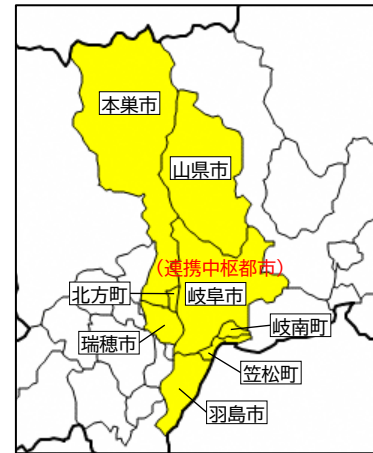 本巣市
山県市
(連携中枢都市)
北方町
岐阜市
岐南町
瑞穂市
笠松町
羽島市